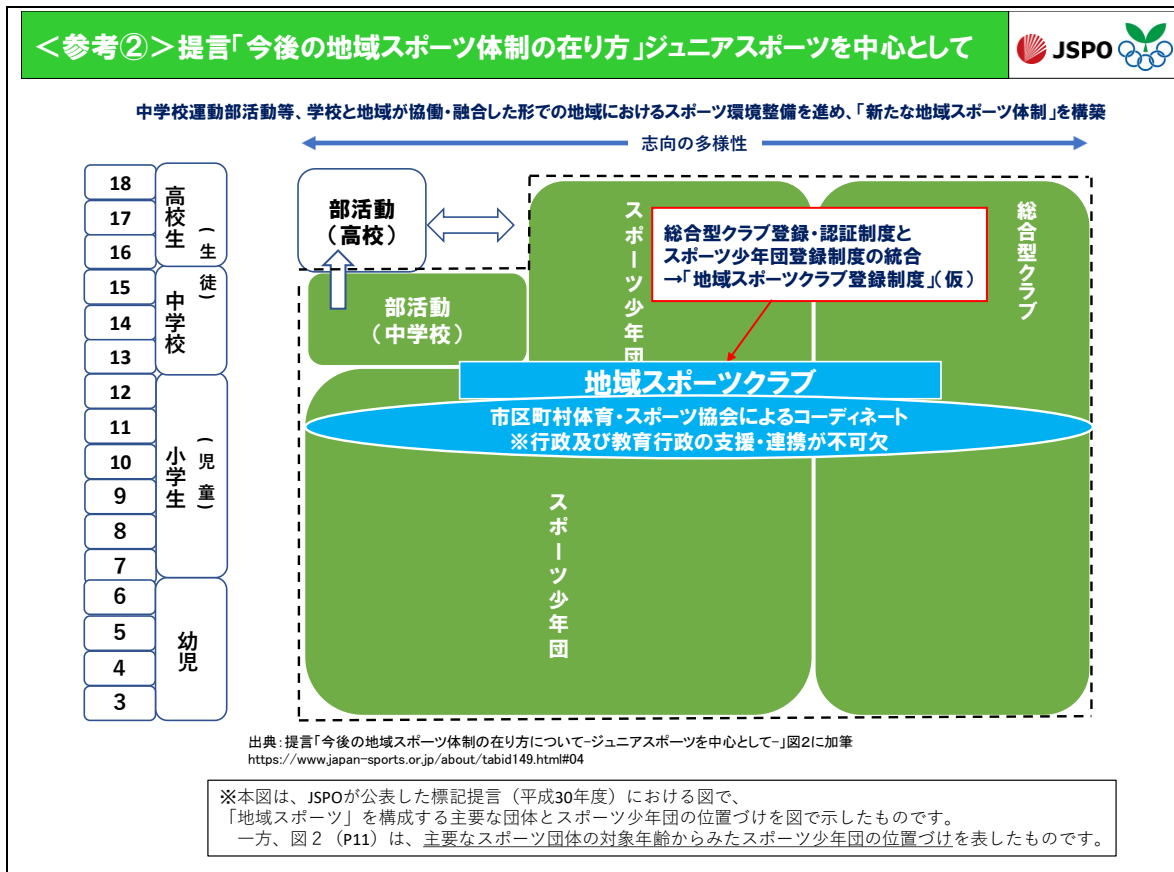 ＜参考②＞提言「今後の地域スポーツ体制の在り方」ジュニアスポーツを中心として
JSPO
中学校運動部活動等、学校と地域が協働・融合した形での地域におけるスポーツ環境整備を進め、「新たな地域スポーツ体制」を構築
志向の多様性
18
17
16
15
14
13
12
11
10
9
8
7
6
5
4
3
高校生
中学校
(生徒)
小学生
(児童)
幼児
部活動
（高校）
部活動
（中学校）
スポーツ少年団
総合型クラブ
総合型クラブ登録・認証制度と
スポーツ少年団登録制度の統合
→「地域スポーツクラブ登録制度」（仮）
地域スポーツクラブ
市区町村体育・スポーツ協会によるコーディネート
※行政及び教育行政の支援・連携が不可欠
スポーツ少年団
出典：提言「今後の地域スポーツ体制の在り方について-ジュニアスポーツを中心として-」図2に加筆
https://www.japan-sports.or.jp/about/tabid149.html#04
※本図は、JSPOが公表した標記提言（平成30年度）における図で、
「地域スポーツ」を構成する主要な団体とスポーツ少年団の位置づけを図で示したものです。
一方、図２（P11）は、主要なスポーツ団体の対象年齢からみたスポーツ少年団の位置づけを表したものです。